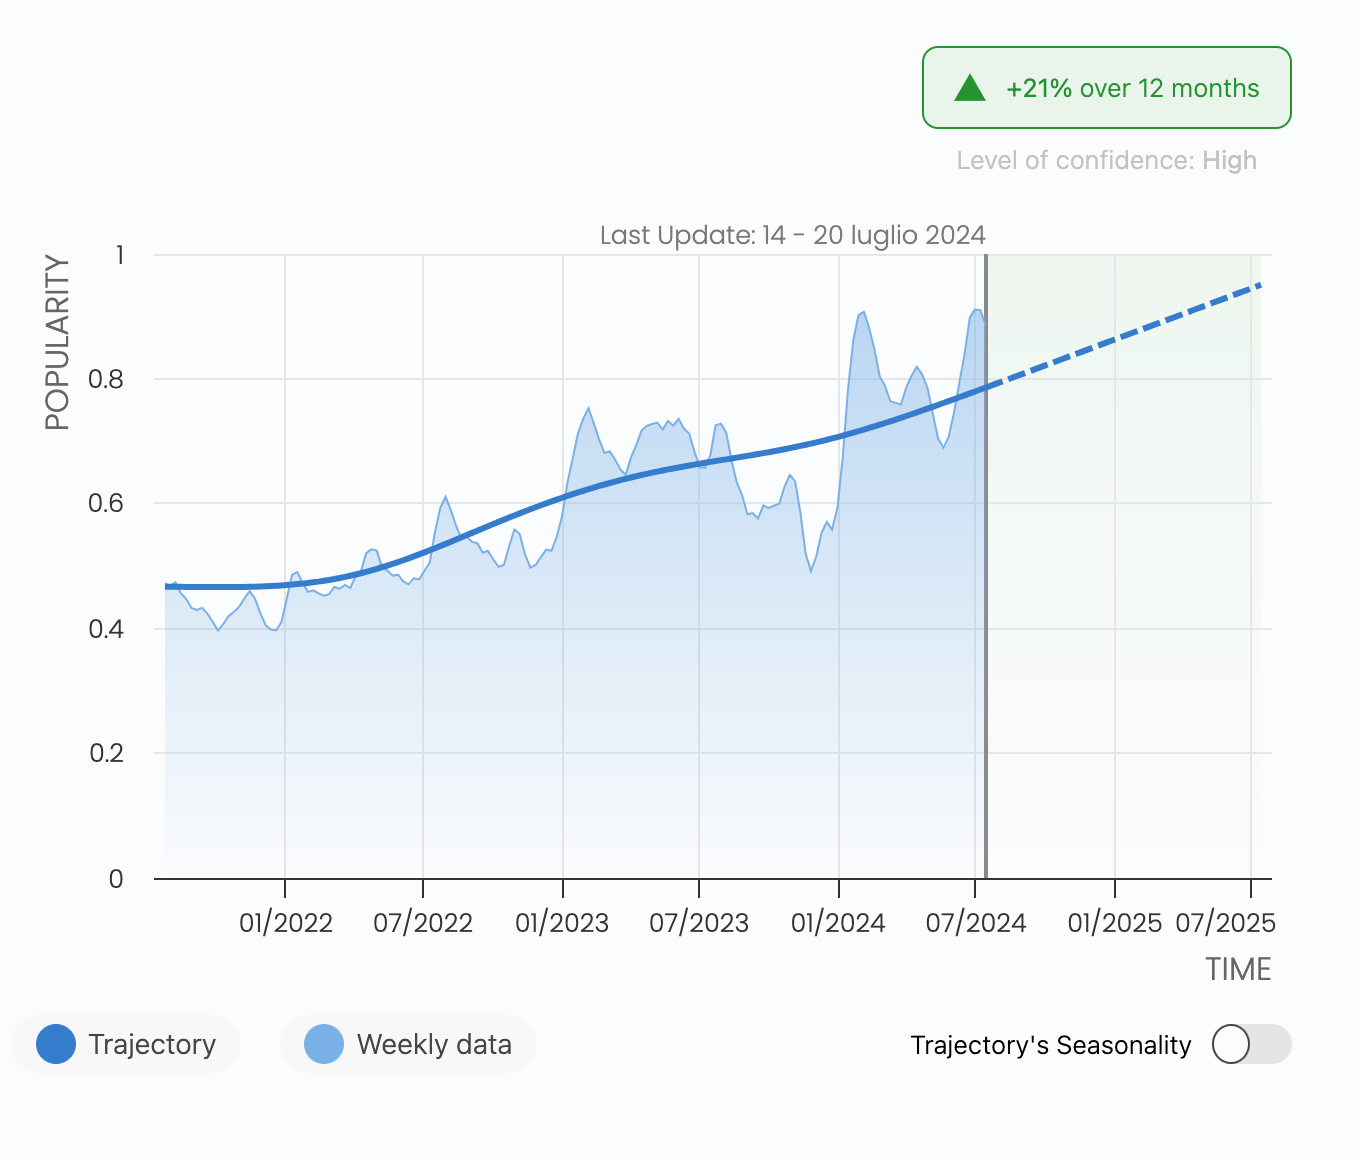 +21% over 12 months
Level of confidence: High
Last Update: 14 - 20 luglio 2024
POPULARITY
1
0.8
0.6
0.4
0.2
0
01/2022 07/2022 01/2023 07/2023 01/2024 07/2024 01/2025 07/2025
TIME
Trajectory Weekly data Trajectory's Seasonality